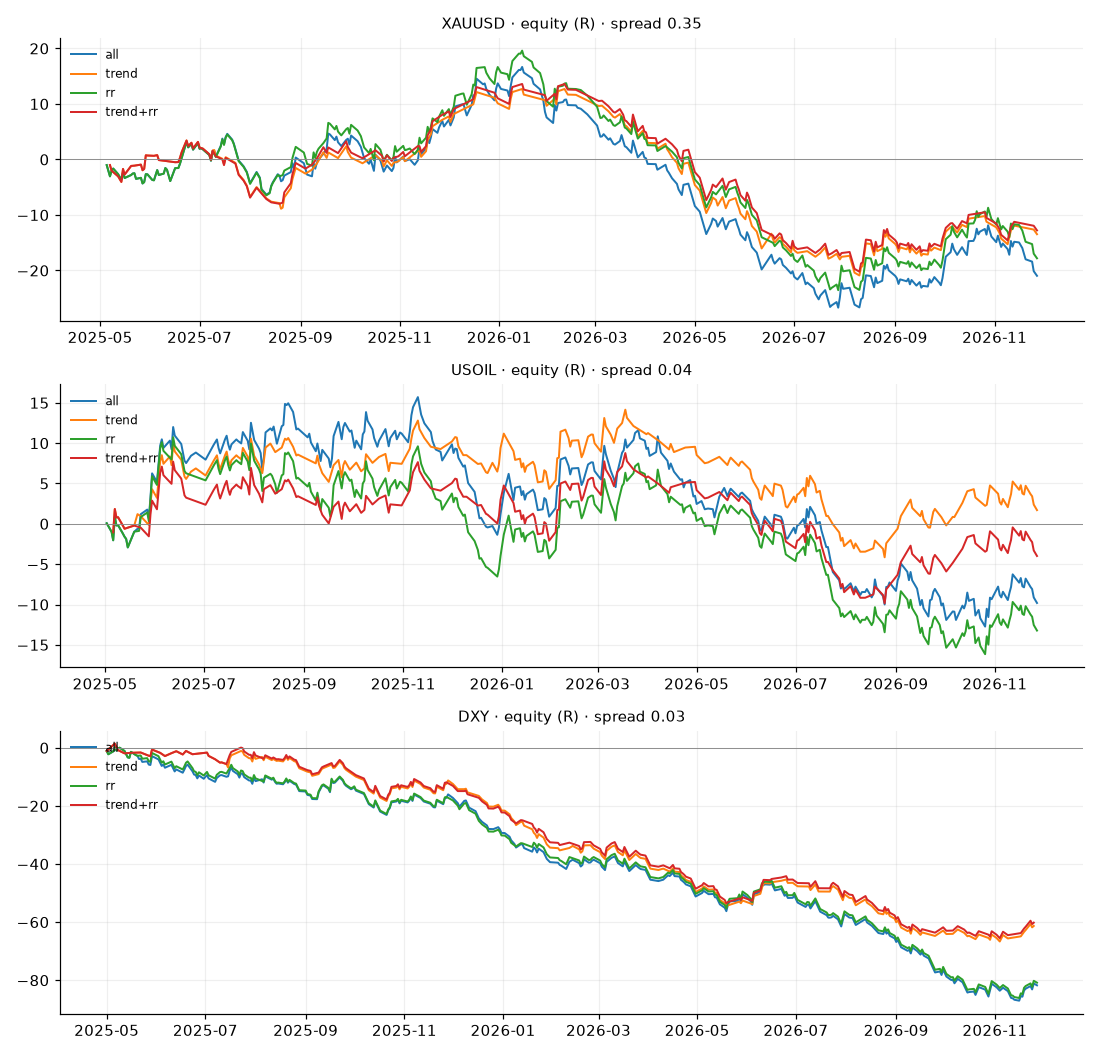 XAUUSD · equity (R) · spread 0.35
all
trend
rr
trend+rr
20
10
0
−10
−20
2025-05 2025-07 2025-09 2025-11 2026-01 2026-03 2026-05 2026-07 2026-09 2026-11
USOIL · equity (R) · spread 0.04
all
trend
rr
trend+rr
15
10
5
0
−5
−10
−15
2025-05 2025-07 2025-09 2025-11 2026-01 2026-03 2026-05 2026-07 2026-09 2026-11
DXY · equity (R) · spread 0.03
all
trend
rr
trend+rr
0
−20
−40
−60
−80
2025-05 2025-07 2025-09 2025-11 2026-01 2026-03 2026-05 2026-07 2026-09 2026-11